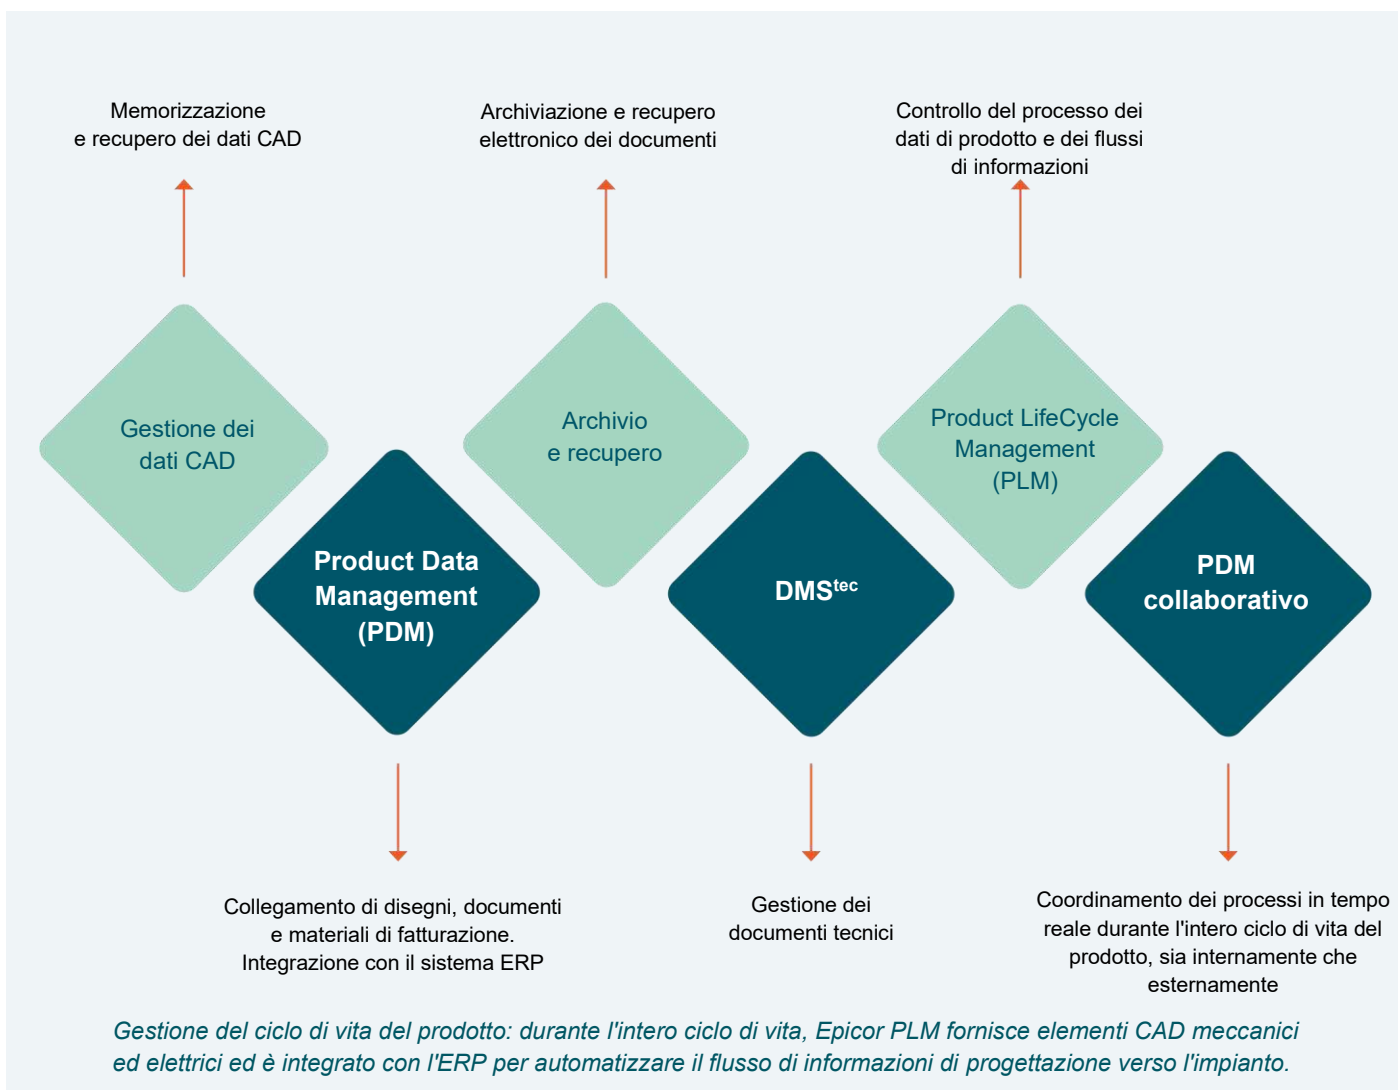 Memorizzazione
e recupero dei dati CAD
Archiviazione e recupero
elettronico dei documenti
Controllo del processo dei
dati di prodotto e dei flussi
di informazioni
Gestione dei
dati CAD
Archivio
e recupero
Product LifeCycle
Management
(PLM)
Product Data
Management
(PDM)
DMStec
PDM
collaborativo
Collegamento di disegni, documenti
e materiali di fatturazione.
Integrazione con il sistema ERP
Gestione dei
documenti tecnici
Coordinamento dei processi in tempo
reale durante l'intero ciclo di vita del
prodotto, sia internamente che
esternamente
Gestione del ciclo di vita del prodotto: durante l'intero ciclo di vita, Epicor PLM fornisce elementi CAD meccanici
ed elettrici ed è integrato con l'ERP per automatizzare il flusso di informazioni di progettazione verso l'impianto.